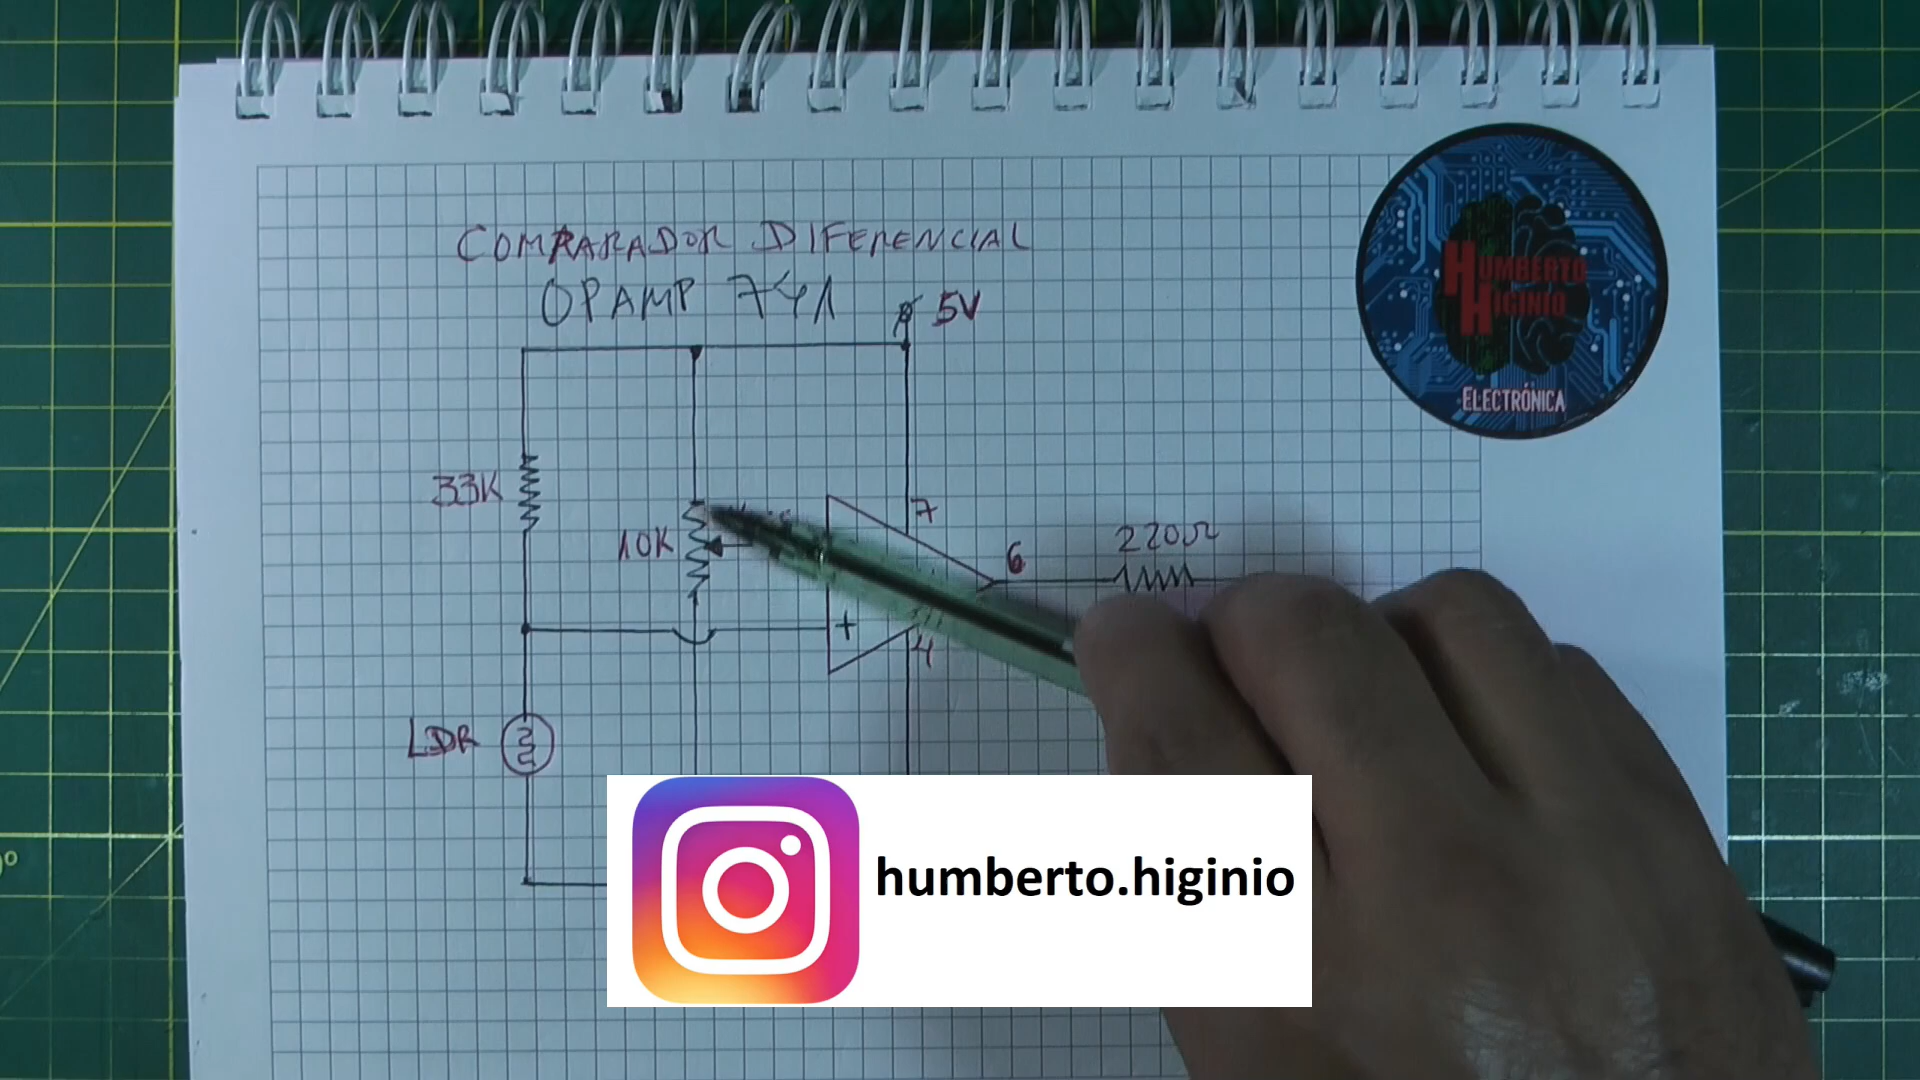 COMPARADOR DIFERENCIAL
OPAMP 741
5V
33K
10K
7
6
220Ω
+
4
LDR
HUMBERTO
HIGINIO
ELECTRÓNICA
humberto.higinio